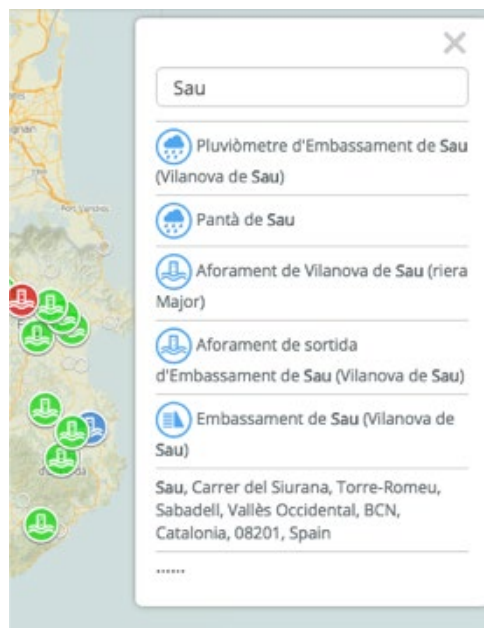 Sau
Pluviòmetre d'Embassament de Sau
(Vilanova de Sau)
Pantà de Sau
Aforament de Vilanova de Sau (riera
Major)
Aforament de sortida
d'Embassament de Sau (Vilanova de Sau)
Embassament de Sau (Vilanova de
Sau)
Sau, Carrer del Siurana, Torre-Romeu,
Sabadell, Vallès Occidental, BCN,
Catalonia, 08201, Spain
......